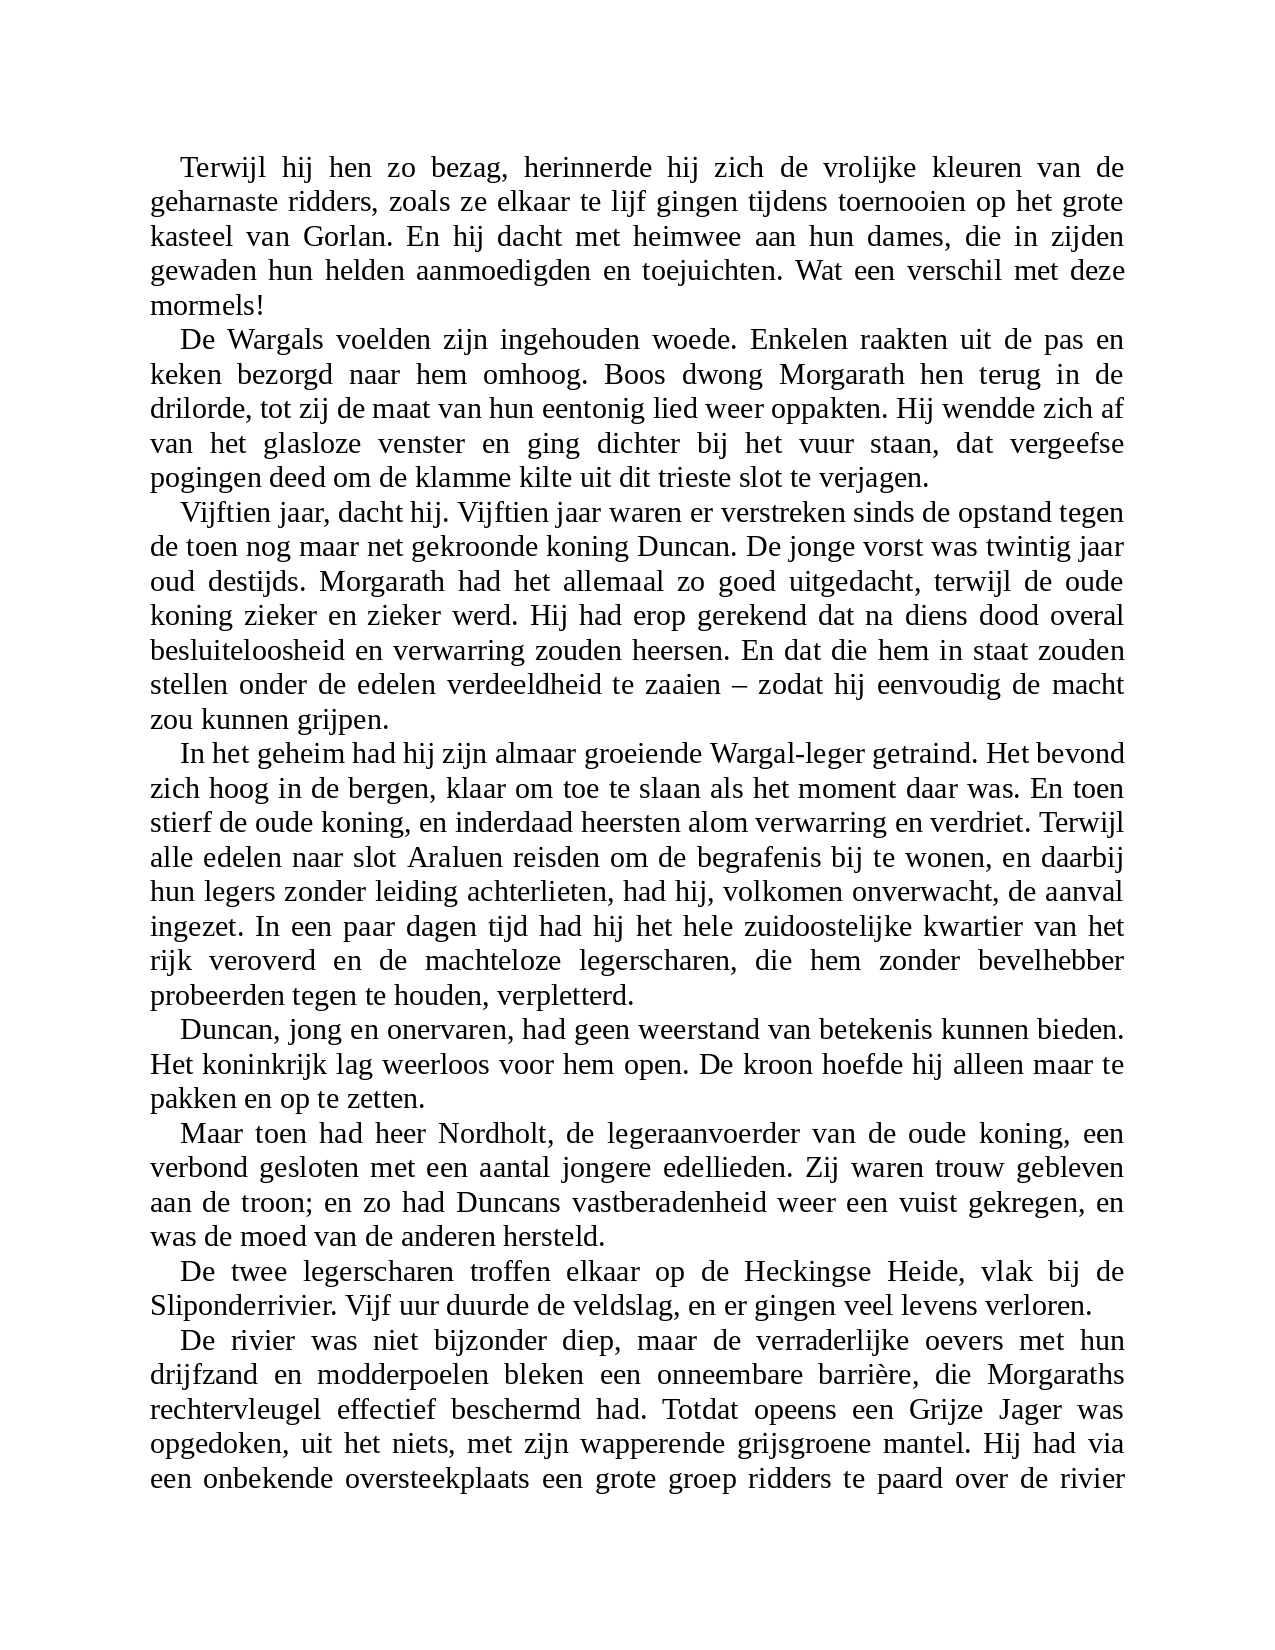 Terwijl hij hen zo bezag, herinnerde hij zich de vrolijke kleuren van de
geharnaste ridders, zoals ze elkaar te lijf gingen tijdens toernooien op het grote
kasteel van Gorlan. En hij dacht met heimwee aan hun dames, die in zijden
gewaden hun helden aanmoedigden en toejuichten. Wat een verschil met deze
mormels!
De Wargals voelden zijn ingehouden woede. Enkelen raakten uit de pas en
keken bezorgd naar hem omhoog. Boos dwong Morgarath hen terug in de
drilorde, tot zij de maat van hun eentonig lied weer oppakten. Hij wendde zich af
van het glasloze venster en ging dichter bij het vuur staan, dat vergeefse
pogingen deed om de klamme kilte uit dit trieste slot te verjagen.
Vijftien jaar, dacht hij. Vijftien jaar waren er verstreken sinds de opstand tegen
de toen nog maar net gekroonde koning Duncan. De jonge vorst was twintig jaar
oud destijds. Morgarath had het allemaal zo goed uitgedacht, terwijl de oude
koning zieker en zieker werd. Hij had erop gerekend dat na diens dood overal
besluiteloosheid en verwarring zouden heersen. En dat die hem in staat zouden
stellen onder de edelen verdeeldheid te zaaien – zodat hij eenvoudig de macht
zou kunnen grijpen.
In het geheim had hij zijn almaar groeiende Wargal-leger getraind. Het bevond
zich hoog in de bergen, klaar om toe te slaan als het moment daar was. En toen
stierf de oude koning, en inderdaad heersten alom verwarring en verdriet. Terwijl
alle edelen naar slot Araluen reisden om de begrafenis bij te wonen, en daarbij
hun legers zonder leiding achterlieten, had hij, volkomen onverwacht, de aanval
ingezet. In een paar dagen tijd had hij het hele zuidoostelijke kwartier van het
rijk veroverd en de machteloze legerscharen, die hem zonder bevelhebber
probeerden tegen te houden, verpletterd.
Duncan, jong en onervaren, had geen weerstand van betekenis kunnen bieden.
Het koninkrijk lag weerloos voor hem open. De kroon hoefde hij alleen maar te
pakken en op te zetten.
Maar toen had heer Nordholt, de legeraanvoerder van de oude koning, een
verbond gesloten met een aantal jongere edellieden. Zij waren trouw gebleven
aan de troon; en zo had Duncans vastberadenheid weer een vuist gekregen, en
was de moed van de anderen hersteld.
De twee legerscharen troffen elkaar op de Heckingse Heide, vlak bij de
Sliponderrivier. Vijf uur duurde de veldslag, en er gingen veel levens verloren.
De rivier was niet bijzonder diep, maar de verraderlijke oevers met hun
drijfzand en modderpoelen bleken een onneembare barrière, die Morgaraths
rechtervleugel effectief beschermd had. Totdat opeens een Grijze Jager was
opgedoken, uit het niets, met zijn wapperende grijsgroene mantel. Hij had via
een onbekende oversteekplaats een grote groep ridders te paard over de rivier